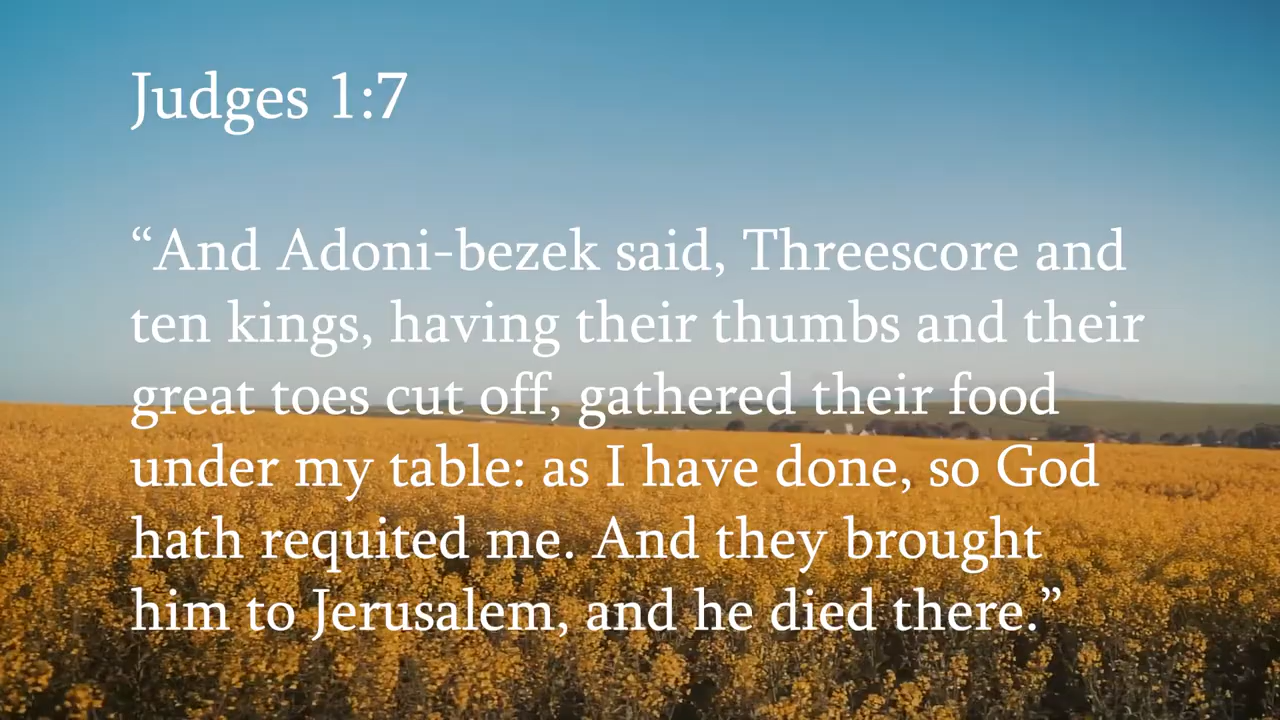 Judges 1:7
“And Adoni-bezek said, Threescore and
ten kings, having their thumbs and their
great toes cut off, gathered their food
under my table: as I have done, so God
hath requited me. And they brought
him to Jerusalem, and he died there.”